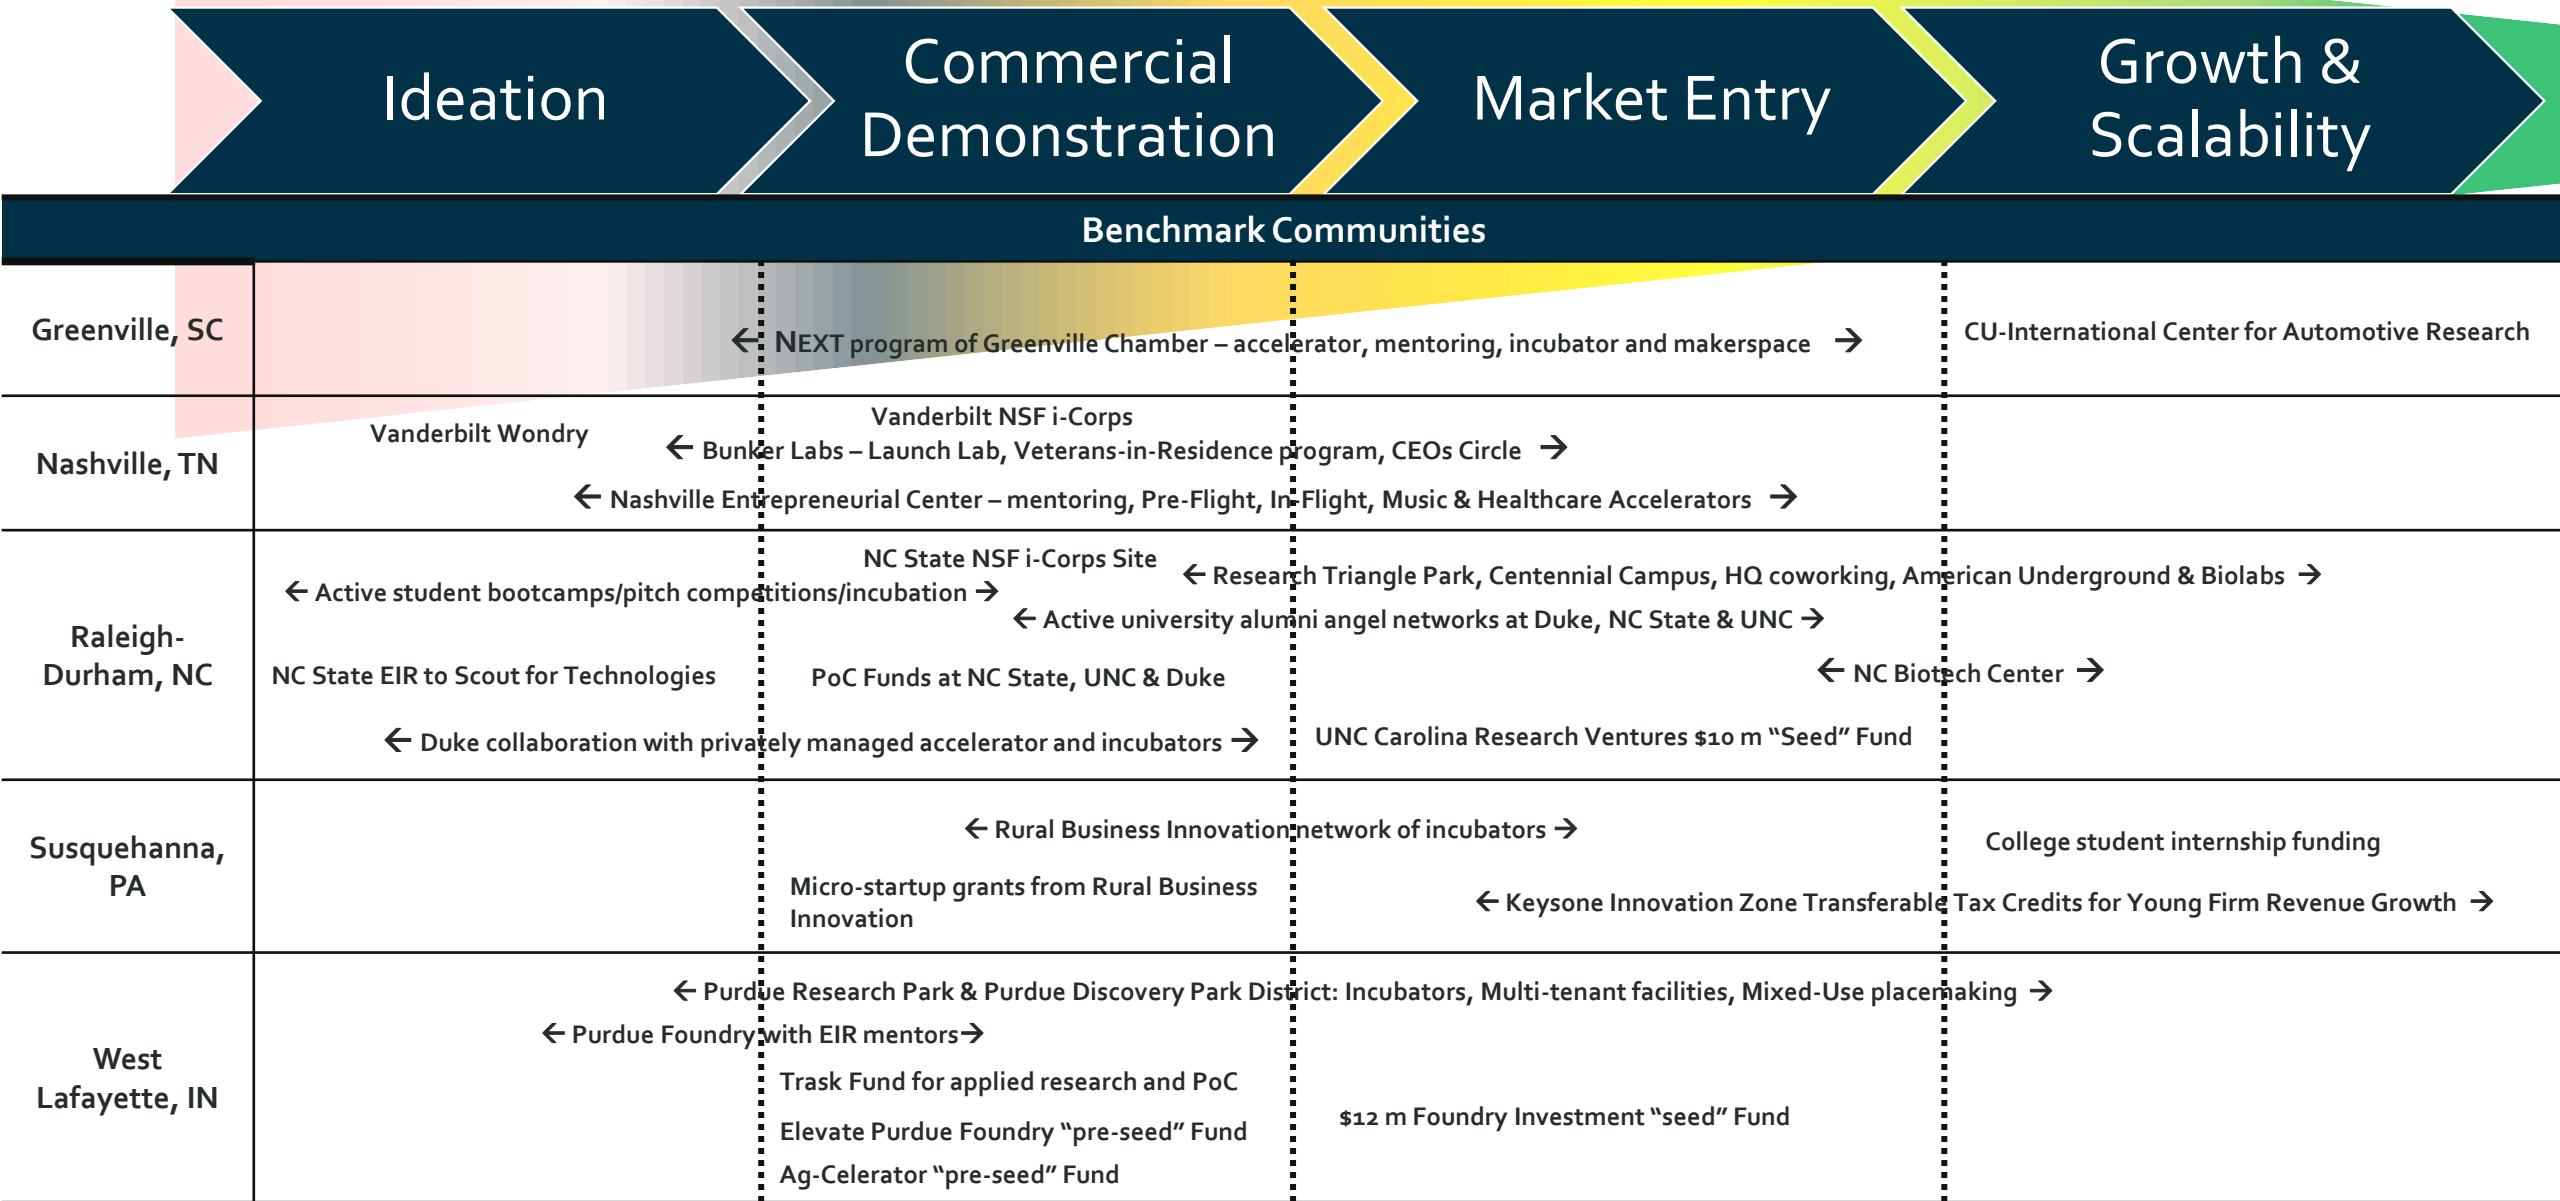 Ideation
Commercial
Demonstration
Market Entry
Growth &
Scalability
Benchmark Communities
Greenville, SC
← NEXT program of Greenville Chamber – accelerator, mentoring, incubator and makerspace →
CU-International Center for Automotive Research
Nashville, TN
Vanderbilt Wondry
Vanderbilt NSF i-Corps
← Bunker Labs – Launch Lab, Veterans-in-Residence program, CEOs Circle →
← Nashville Entrepreneurial Center – mentoring, Pre-Flight, In-Flight, Music & Healthcare Accelerators →
Raleigh-
Durham, NC
NC State NSF i-Corps Site
← Research Triangle Park, Centennial Campus, HQ coworking, American Underground & Biolabs →
← Active student bootcamps/pitch competitions/incubation →
← Active university alumni angel networks at Duke, NC State & UNC →
NC State EIR to Scout for Technologies
PoC Funds at NC State, UNC & Duke
← NC Biotech Center →
← Duke collaboration with privately managed accelerator and incubators →
UNC Carolina Research Ventures $10 m “Seed” Fund
Susquehanna,
PA
← Rural Business Innovation network of incubators →
College student internship funding
Micro-startup grants from Rural Business
Innovation
← Keysone Innovation Zone Transferable Tax Credits for Young Firm Revenue Growth →
West
Lafayette, IN
← Purdue Research Park & Purdue Discovery Park District: Incubators, Multi-tenant facilities, Mixed-Use placemaking →
← Purdue Foundry with EIR mentors→
Trask Fund for applied research and PoC
$12 m Foundry Investment “seed” Fund
Elevate Purdue Foundry “pre-seed” Fund
Ag-Celerator “pre-seed” Fund